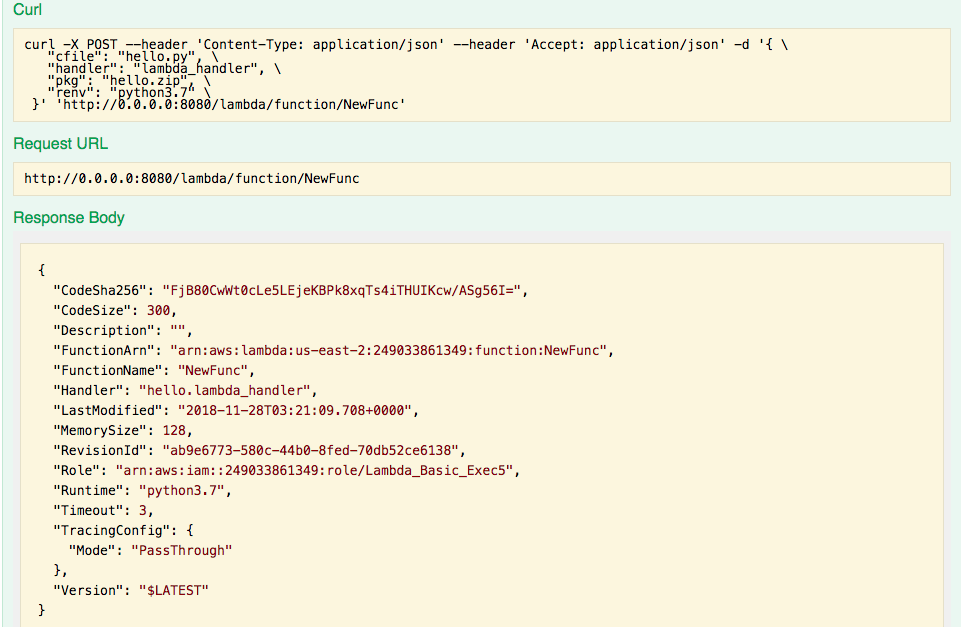 Curl
curl -X POST --header 'Content-Type: application/json' --header 'Accept: application/json' -d '{ \
"cfile": "hello.py", \
"handler": "lambda_handler", \
"pkg": "hello.zip", \
"renv": "python3.7" \
}' 'http://0.0.0.0:8080/lambda/function/NewFunc'
Request URL
http://0.0.0.0:8080/lambda/function/NewFunc
Response Body
{
"CodeSha256": "FjB80CwWt0cLe5LEjeKBPk8xqTs4iTHUIKcw/ASg56I=",
"CodeSize": 300,
"Description": "",
"FunctionArn": "arn:aws:lambda:us-east-2:249033861349:function:NewFunc",
"FunctionName": "NewFunc",
"Handler": "hello.lambda_handler",
"LastModified": "2018-11-28T03:21:09.708+0000",
"MemorySize": 128,
"RevisionId": "ab9e6773-580c-44b0-8fed-70db52ce6138",
"Role": "arn:aws:iam::249033861349:role/Lambda_Basic_Exec5",
"Runtime": "python3.7",
"Timeout": 3,
"TracingConfig": {
"Mode": "PassThrough"
},
"Version": "$LATEST"
}